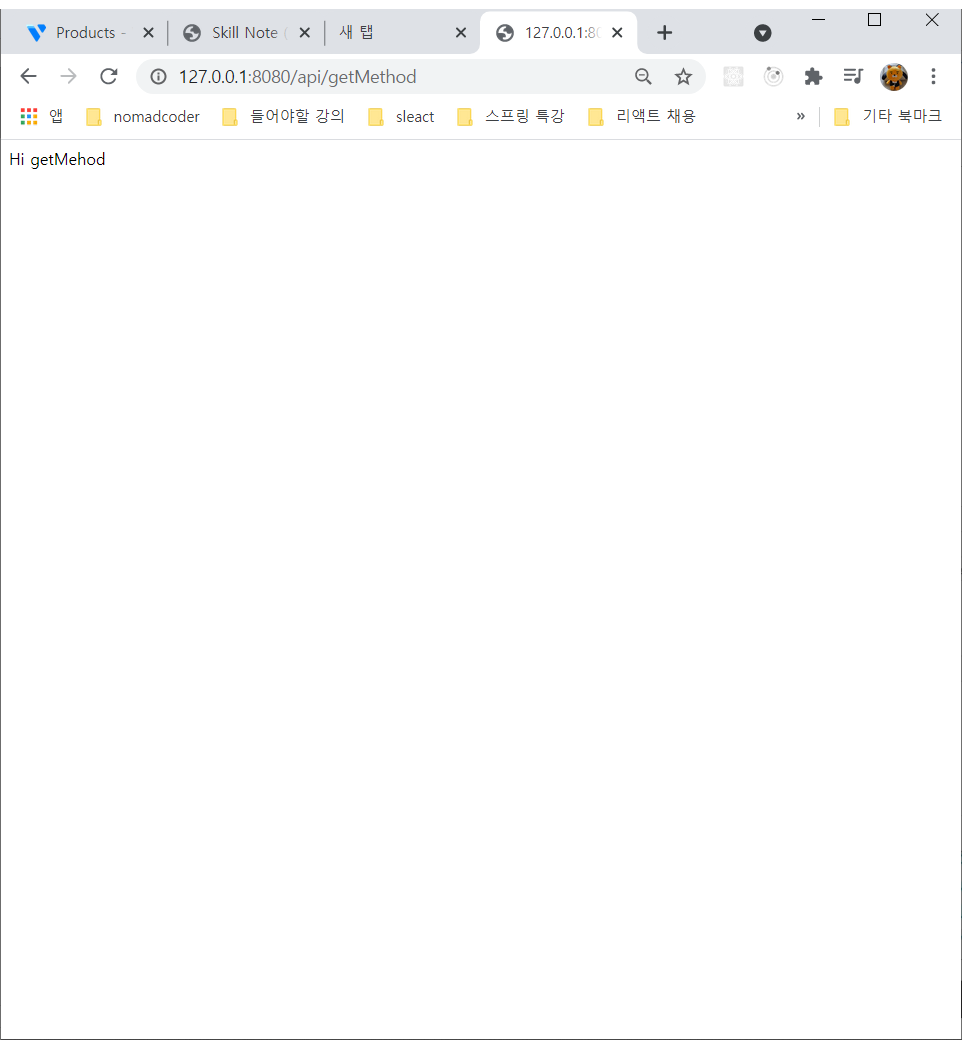 Products - Skill Note ( 새 탭 127.0.0.1:80
127.0.0.1:8080/api/getMethod
앱 nomadcoder 들어야할 강의 sleact 스프링 특강 리액트 채용 » 기타 북마크
Hi getMehod